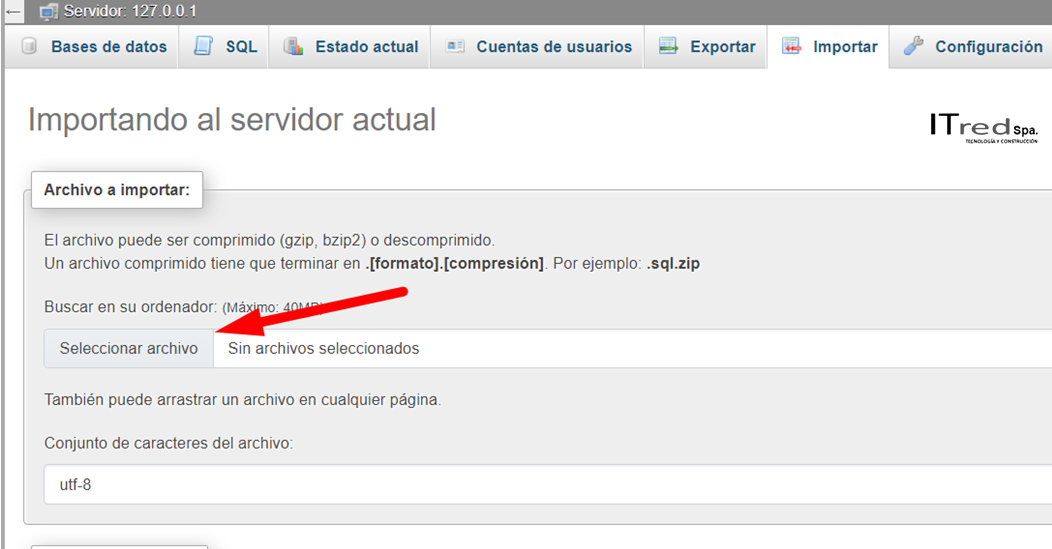 Servidor: 127.0.0.1
Bases de datos SQL Estado actual Cuentas de usuarios Exportar Importar Configuración
Importando al servidor actual
ITred Spa.
TECNOLOGÍA Y CONSTRUCCIÓN
Archivo a importar:
El archivo puede ser comprimido (gzip, bzip2) o descomprimido.
Un archivo comprimido tiene que terminar en .[formato].[compresión]. Por ejemplo: .sql.zip
Buscar en su ordenador: (Máximo: 40MB)
Seleccionar archivo Sin archivos seleccionados
También puede arrastrar un archivo en cualquier página.
Conjunto de caracteres del archivo:
utf-8